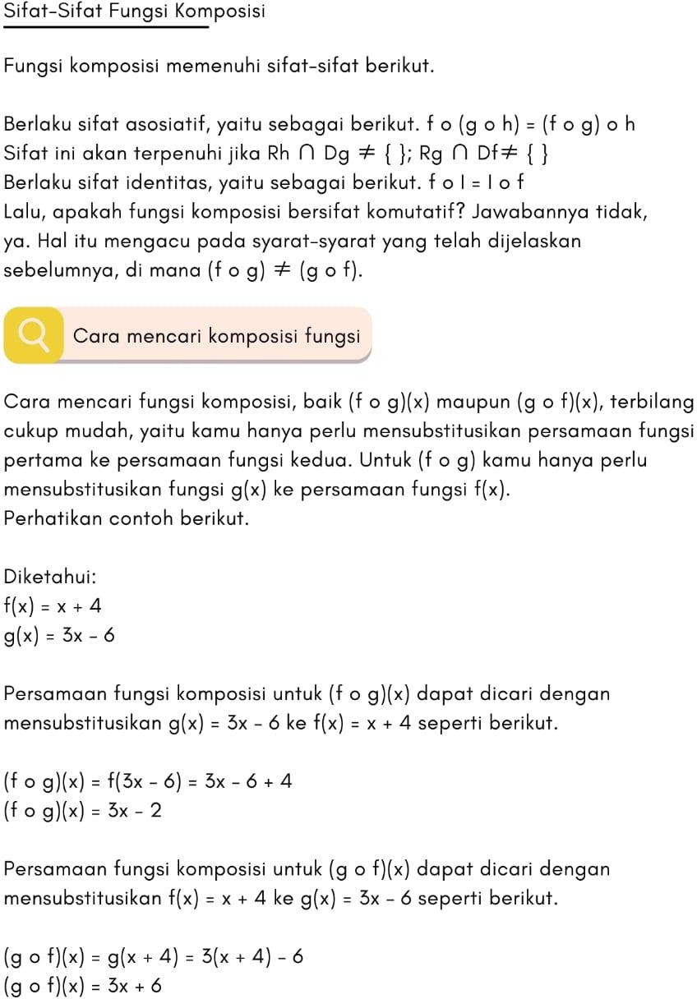 Sifat-Sifat Fungsi Komposisi
Fungsi komposisi memenuhi sifat-sifat berikut.
Berlaku sifat asosiatif, yaitu sebagai berikut. f o (g o h) = (f o g) o h
Sifat ini akan terpenuhi jika Rh ∩ Dg ≠ { }; Rg ∩ Df≠ { }
Berlaku sifat identitas, yaitu sebagai berikut. f o I = I o f
Lalu, apakah fungsi komposisi bersifat komutatif? Jawabannya tidak,
ya. Hal itu mengacu pada syarat-syarat yang telah dijelaskan
sebelumnya, di mana (f o g) ≠ (g o f).
Cara mencari komposisi fungsi
Cara mencari fungsi komposisi, baik (f o g)(x) maupun (g o f)(x), terbilang
cukup mudah, yaitu kamu hanya perlu mensubstitusikan persamaan fungsi
pertama ke persamaan fungsi kedua. Untuk (f o g) kamu hanya perlu
mensubstitusikan fungsi g(x) ke persamaan fungsi f(x).
Perhatikan contoh berikut.
Diketahui:
f(x) = x + 4
g(x) = 3x - 6
Persamaan fungsi komposisi untuk (f o g)(x) dapat dicari dengan
mensubstitusikan g(x) = 3x - 6 ke f(x) = x + 4 seperti berikut.
(f o g)(x) = f(3x - 6) = 3x - 6 + 4
(f o g)(x) = 3x - 2
Persamaan fungsi komposisi untuk (g o f)(x) dapat dicari dengan
mensubstitusikan f(x) = x + 4 ke g(x) = 3x - 6 seperti berikut.
(g o f)(x) = g(x + 4) = 3(x + 4) - 6
(g o f)(x) = 3x + 6